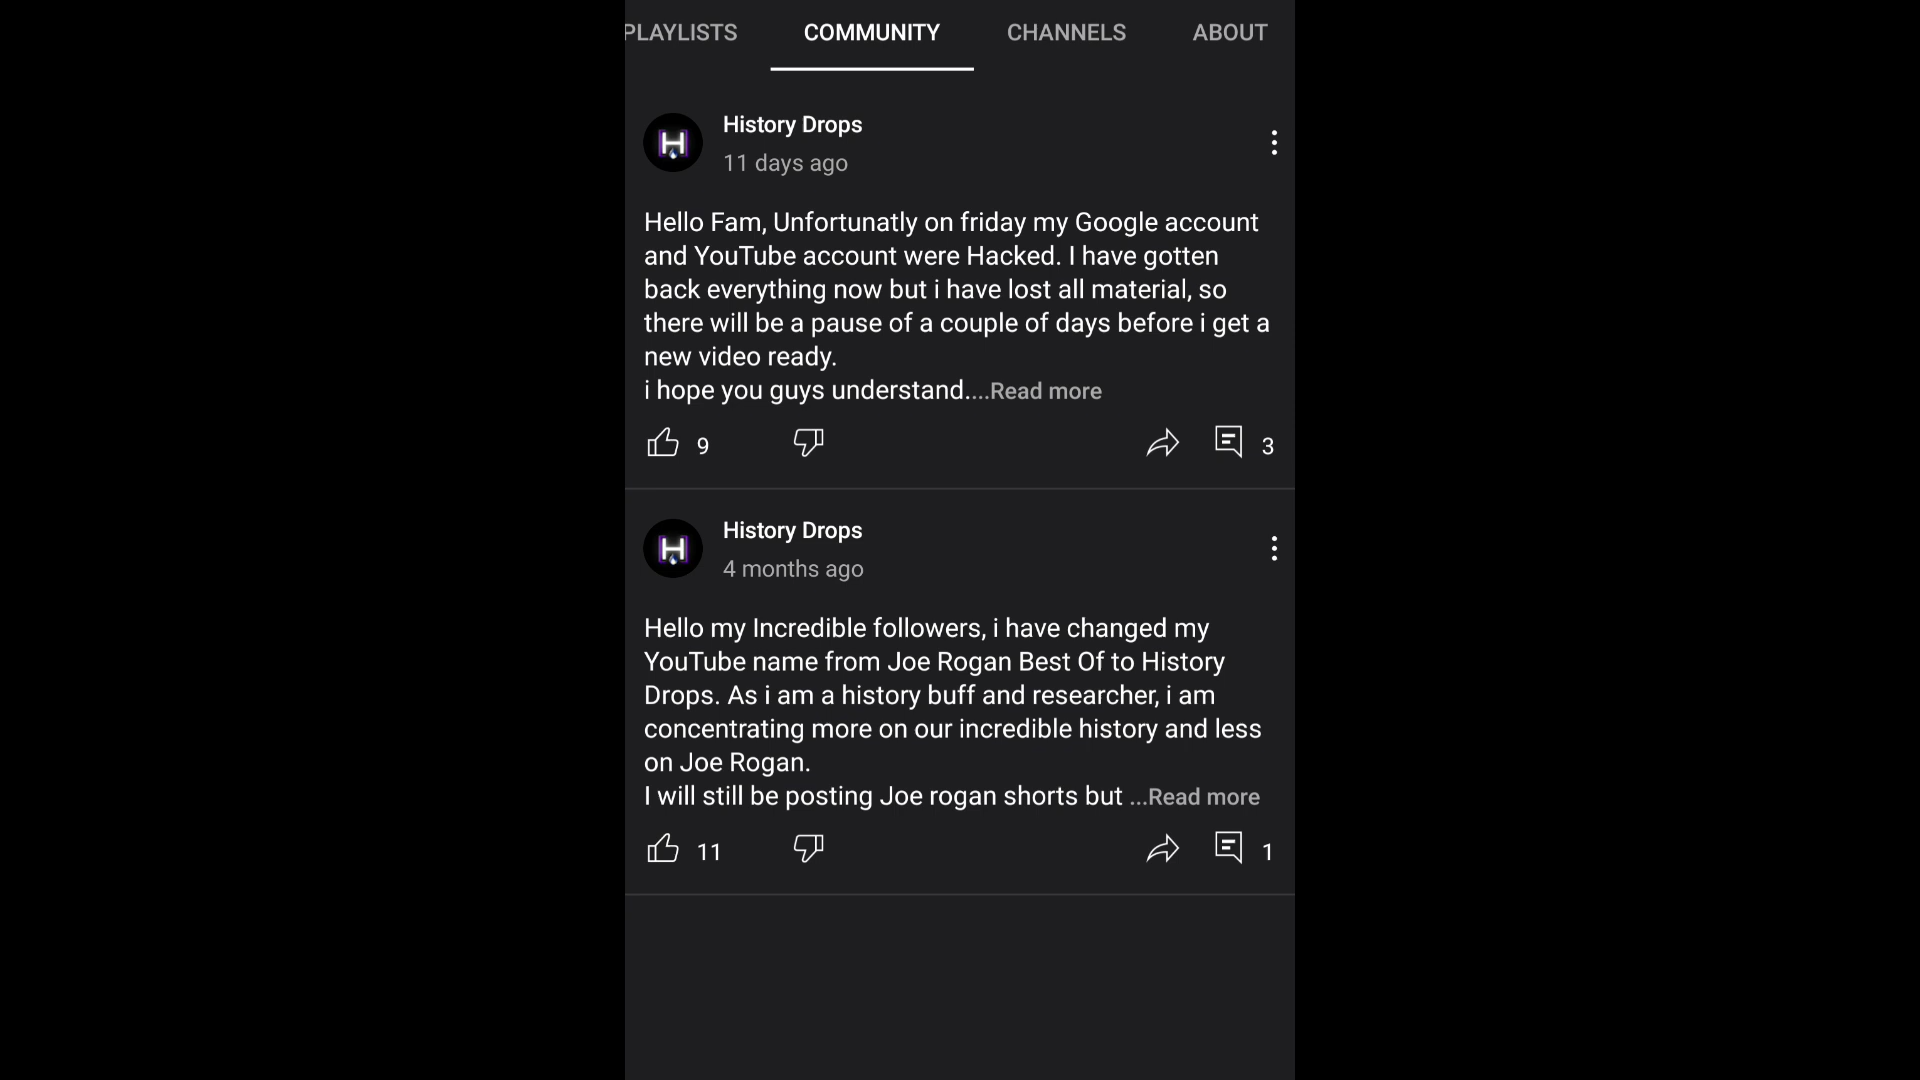 PLAYLISTS COMMUNITY CHANNELS ABOUT
History Drops
11 days ago
Hello Fam, Unfortunatly on friday my Google account
and YouTube account were Hacked. I have gotten
back everything now but i have lost all material, so
there will be a pause of a couple of days before i get a
new video ready.
i hope you guys understand....Read more
9 3
History Drops
4 months ago
Hello my Incredible followers, i have changed my
YouTube name from Joe Rogan Best Of to History
Drops. As i am a history buff and researcher, i am
concentrating more on our incredible history and less
on Joe Rogan.
I will still be posting Joe rogan shorts but ...Read more
11 1